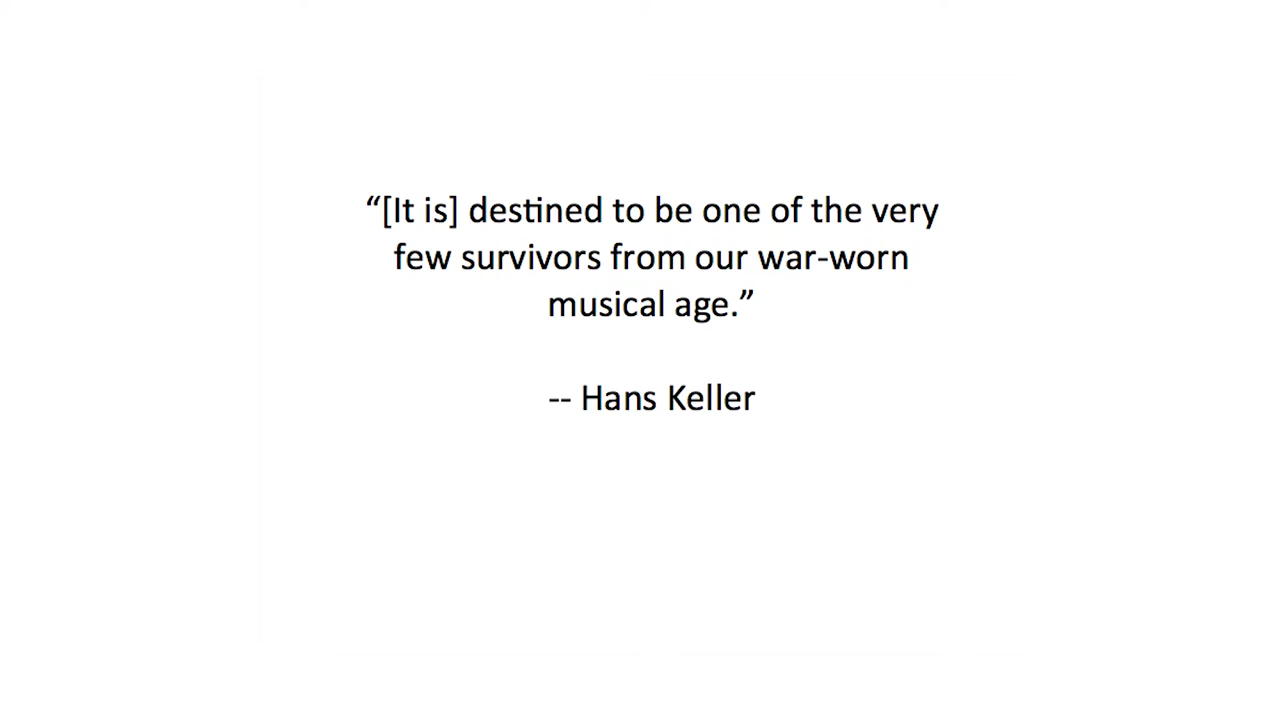 “[It is] destined to be one of the very
few survivors from our war-worn
musical age.”
-- Hans Keller